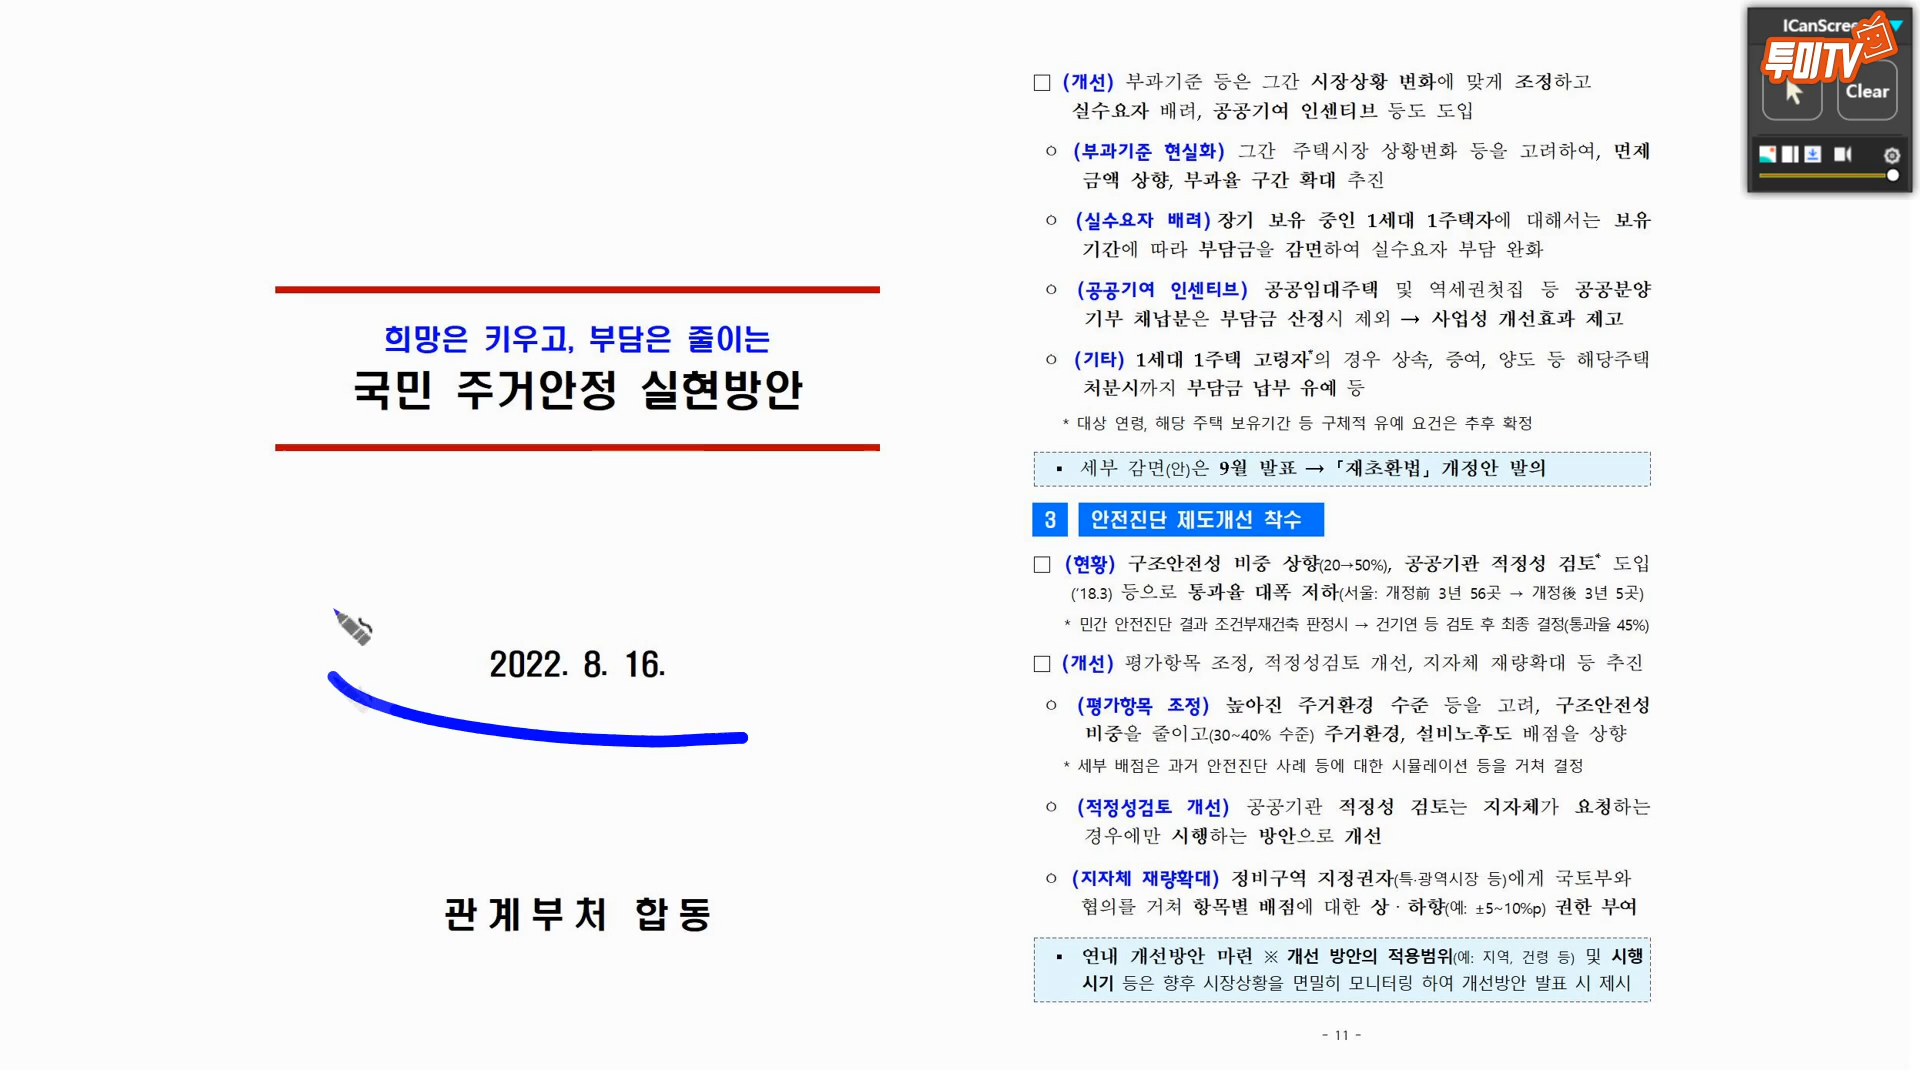 희망은 키우고, 부담은 줄이는
국민 주거안정 실현방안
2022. 8. 16.
관계부처 합동
□ (개선) 부과기준 등은 그간 시장상황 변화에 맞게 조정하고
실수요자 배려, 공공기여 인센티브 등도 도입
ㅇ (부과기준 현실화) 그간 주택시장 상황변화 등을 고려하여, 면제
금액 상향, 부과율 구간 확대 추진
ㅇ (실수요자 배려) 장기 보유 중인 1세대 1주택자에 대해서는 보유
기간에 따라 부담금을 감면하여 실수요자 부담 완화
ㅇ (공공기여 인센티브) 공공임대주택 및 역세권첫집 등 공공분양
기부 채납분은 부담금 산정시 제외 → 사업성 개선효과 제고
ㅇ (기타) 1세대 1주택 고령자*의 경우 상속, 증여, 양도 등 해당주택
처분시까지 부담금 납부 유예 등
* 대상 연령, 해당 주택 보유기간 등 구체적 유예 요건은 추후 확정
▪ 세부 감면(안)은 9월 발표 → 「재초환법」 개정안 발의
3 안전진단 제도개선 착수
□ (현황) 구조안전성 비중 상향(20→50%), 공공기관 적정성 검토* 도입
('18.3) 등으로 통과율 대폭 저하(서울: 개정前 3년 56곳 → 개정後 3년 5곳)
* 민간 안전진단 결과 조건부재건축 판정시 → 건기연 등 검토 후 최종 결정(통과율 45%)
□ (개선) 평가항목 조정, 적정성검토 개선, 지자체 재량확대 등 추진
ㅇ (평가항목 조정) 높아진 주거환경 수준 등을 고려, 구조안전성
비중을 줄이고(30~40% 수준) 주거환경, 설비노후도 배점을 상향
* 세부 배점은 과거 안전진단 사례 등에 대한 시뮬레이션 등을 거쳐 결정
ㅇ (적정성검토 개선) 공공기관 적정성 검토는 지자체가 요청하는
경우에만 시행하는 방안으로 개선
ㅇ (지자체 재량확대) 정비구역 지정권자(특·광역시장 등)에게 국토부와
협의를 거쳐 항목별 배점에 대한 상·하향(예: ±5~10%p) 권한 부여
▪ 연내 개선방안 마련 ※ 개선 방안의 적용범위(예: 지역, 건령 등) 및 시행
시기 등은 향후 시장상황을 면밀히 모니터링 하여 개선방안 발표 시 제시
- 11 -
투미TV
Clear